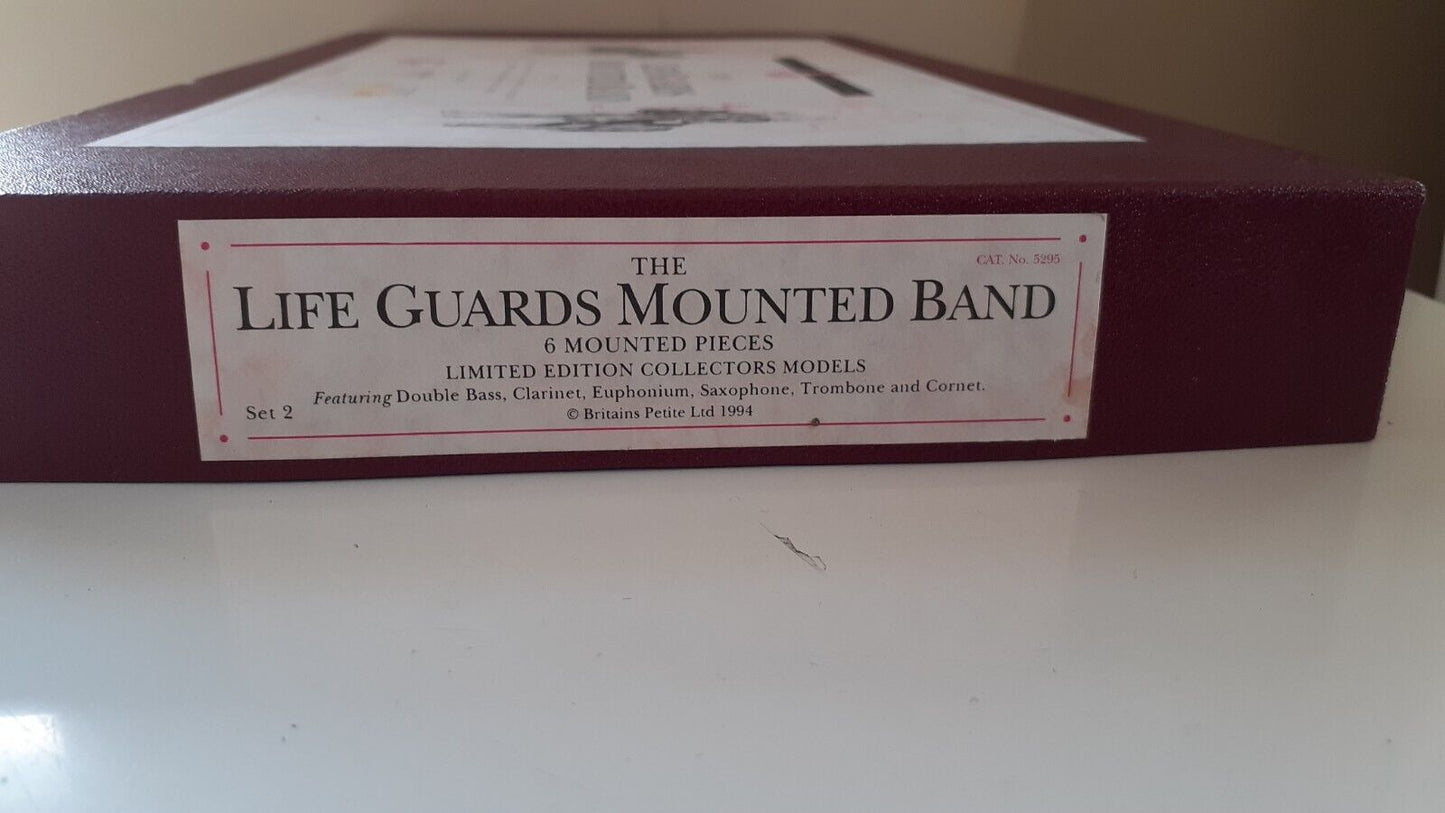 THE
CAT. No. 5295
LIFE GUARDS MOUNTED BAND
6 MOUNTED PIECES
LIMITED EDITION COLLECTORS MODELS
Featuring Double Bass, Clarinet, Euphonium, Saxophone, Trombone and Cornet.
Set 2
© Britains Petite Ltd 1994